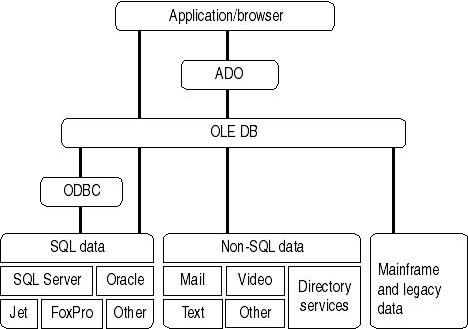 Application/browser
ADO
OLE DB
ODBC
SQL data
SQL Server
Oracle
Jet
FoxPro
Other
Non-SQL data
Mail
Video
Text
Other
Directory
services
Mainframe
and legacy
data